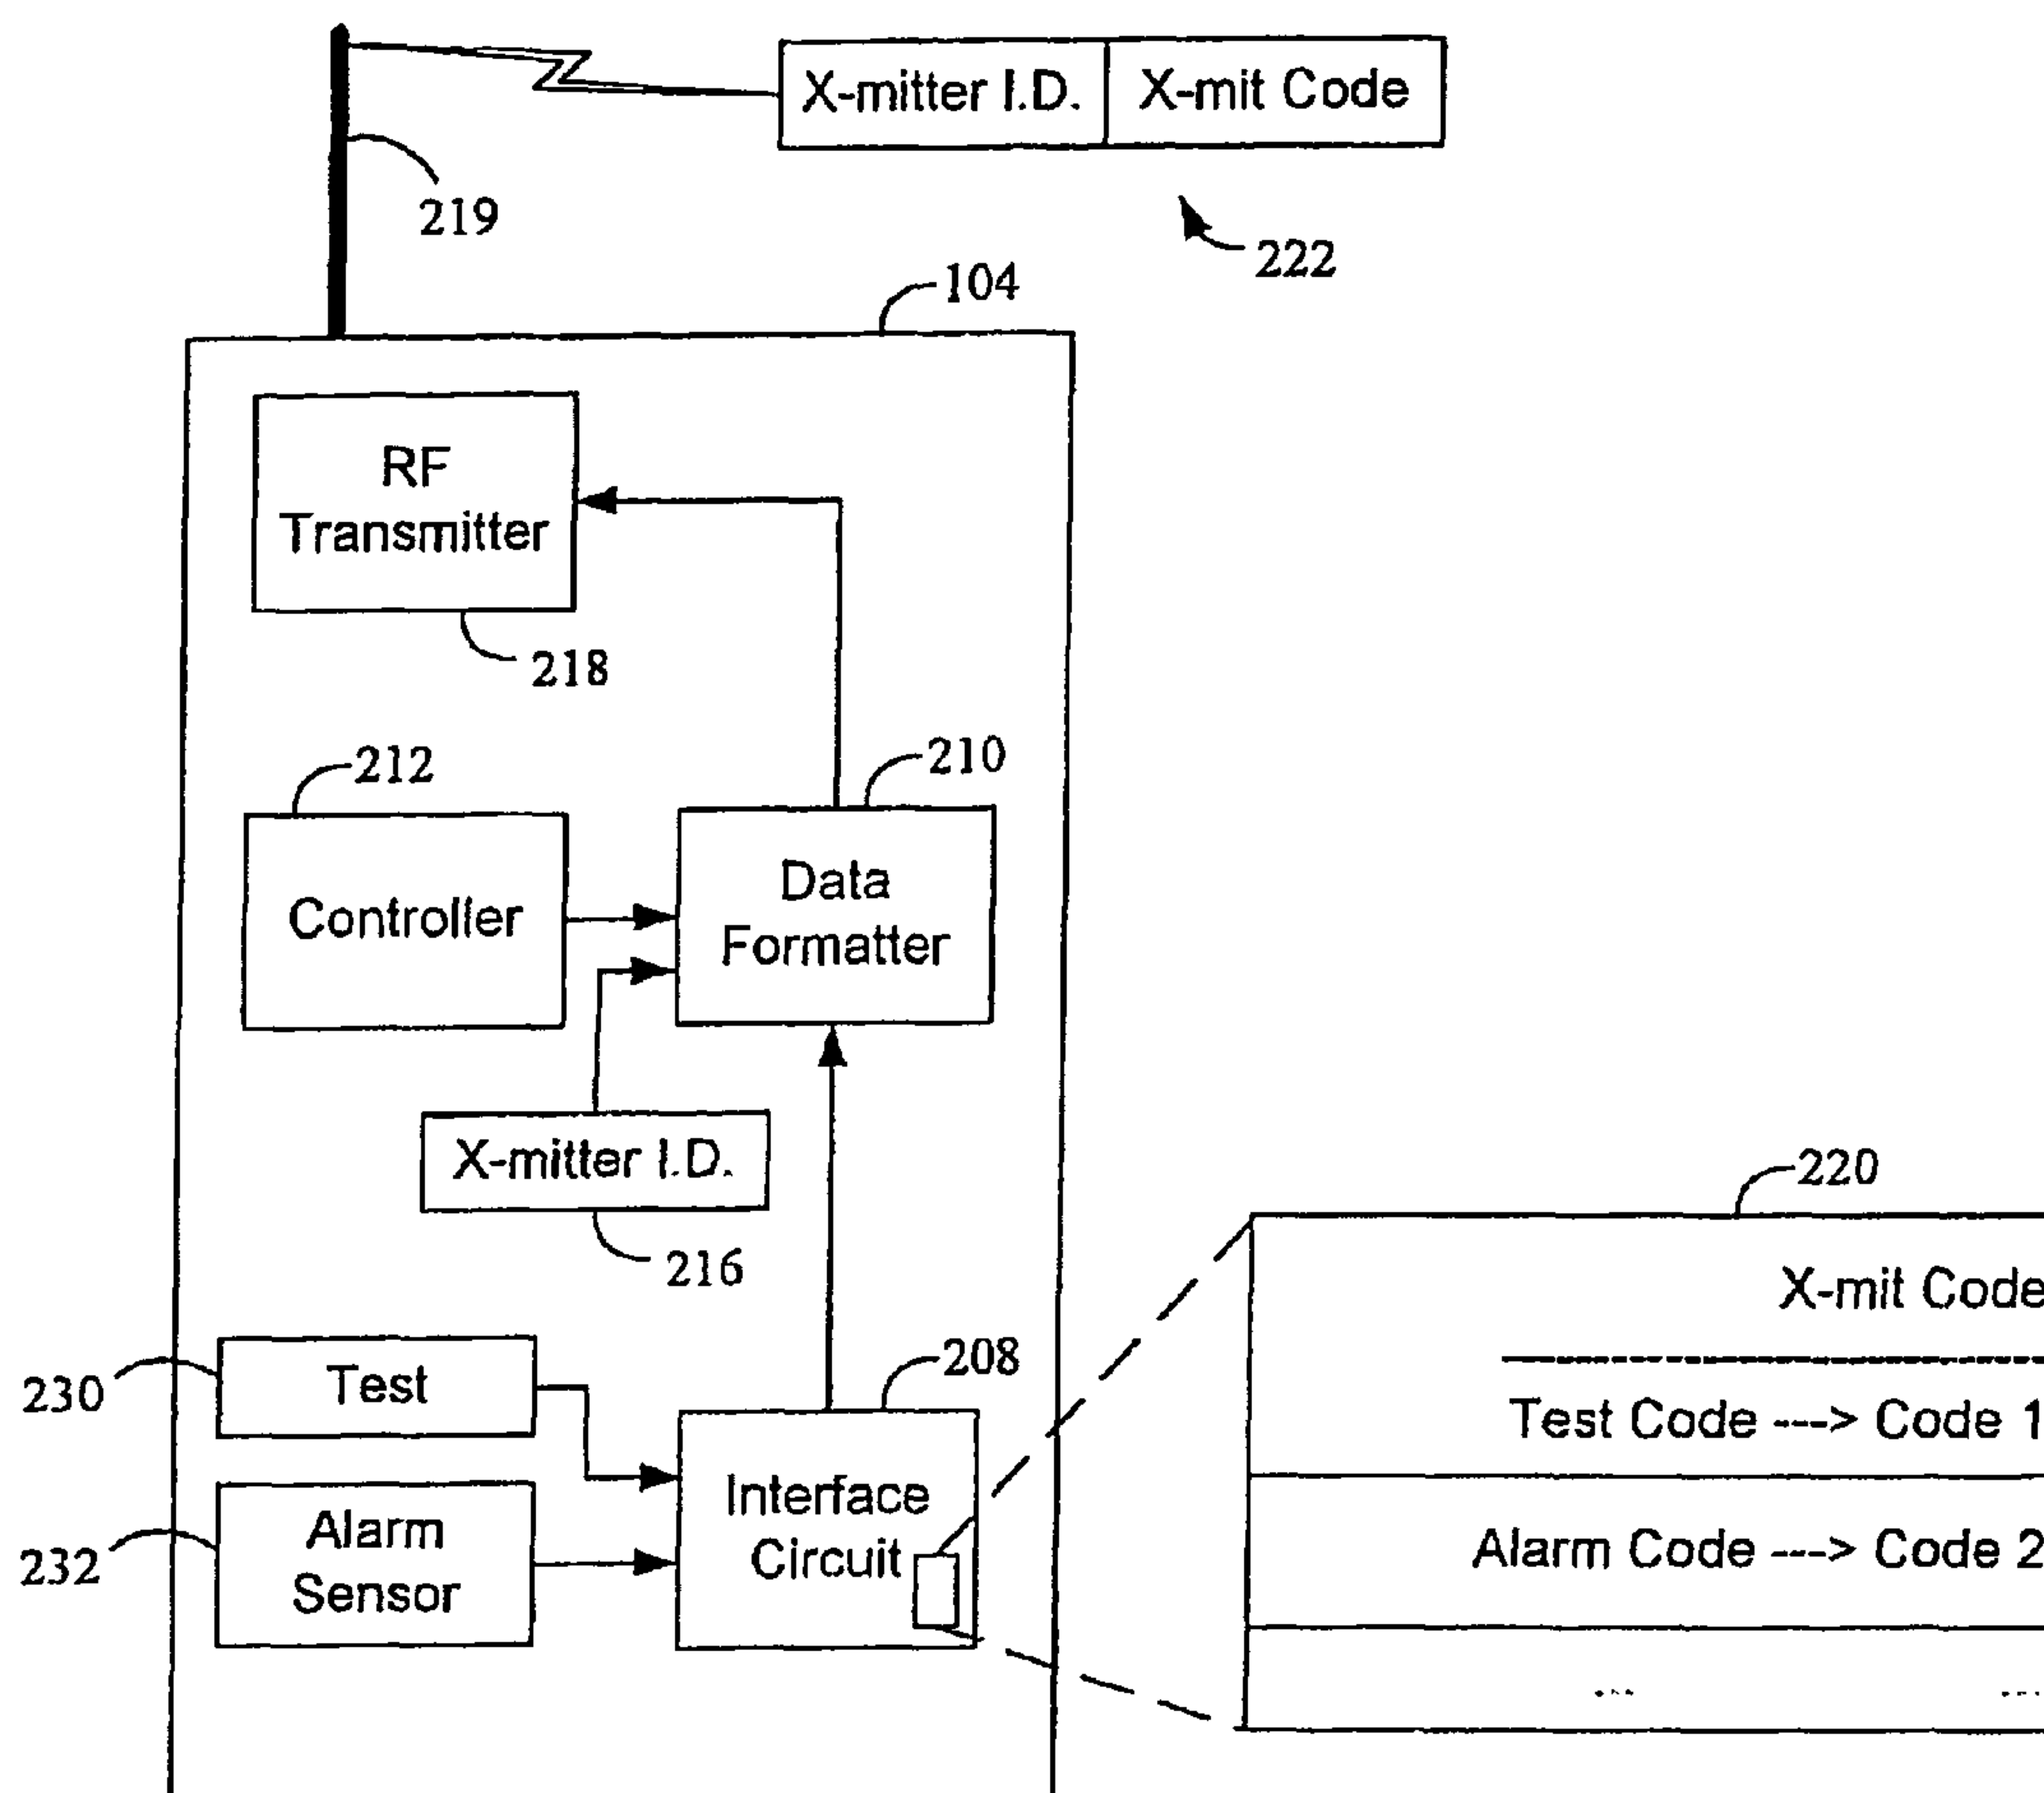 X-mitter I.D. X-mit Code
219
222
104
RF
Transmitter
218
212
210
Controller
Data
Formatter
X-mitter I.D.
216
220
X-mit Code
230
Test
208
Test Code ---> Code 1
232
Alarm
Sensor
Interface
Circuit
Alarm Code ---> Code 2
... ...